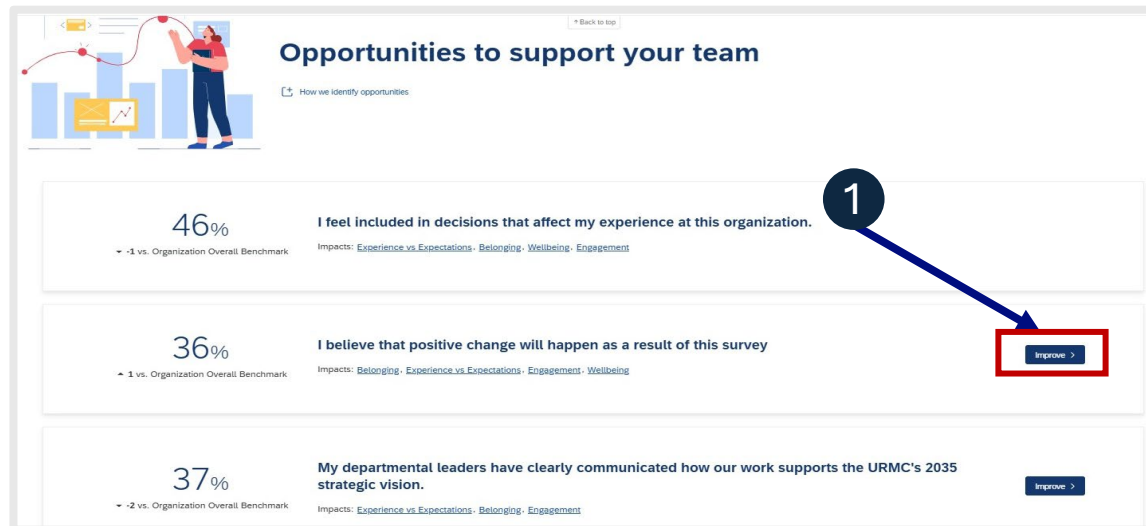 ^ Back to top
Opportunities to support your team
How we identify opportunities
1
46%
I feel included in decisions that affect my experience at this organization.
-1 vs. Organization Overall Benchmark
Impacts: Experience vs Expectations, Belonging, Wellbeing, Engagement
36%
I believe that positive change will happen as a result of this survey
1 vs. Organization Overall Benchmark
Impacts: Belonging, Experience vs Expectations, Engagement, Wellbeing
Improve >
37%
My departmental leaders have clearly communicated how our work supports the URMC's 2035
strategic vision.
-2 vs. Organization Overall Benchmark
Impacts: Experience vs Expectations, Belonging, Engagement
Improve >